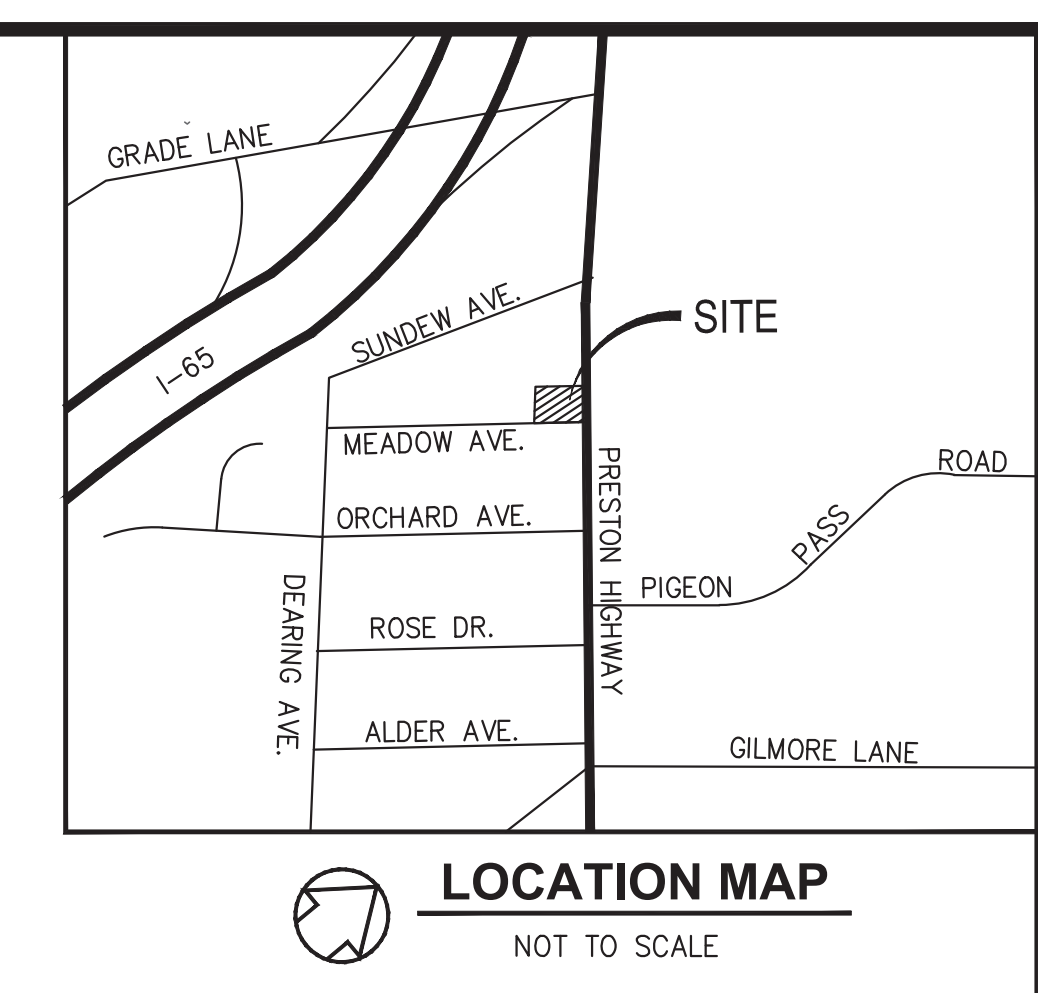 GRADE LANE
SUNDEW AVE.
SITE
I-65
MEADOW AVE.
PRESTON HIGHWAY
ROAD
PASS
ORCHARD AVE.
DEARING AVE.
PIGEON
ROSE DR.
ALDER AVE.
GILMORE LANE
LOCATION MAP
NOT TO SCALE